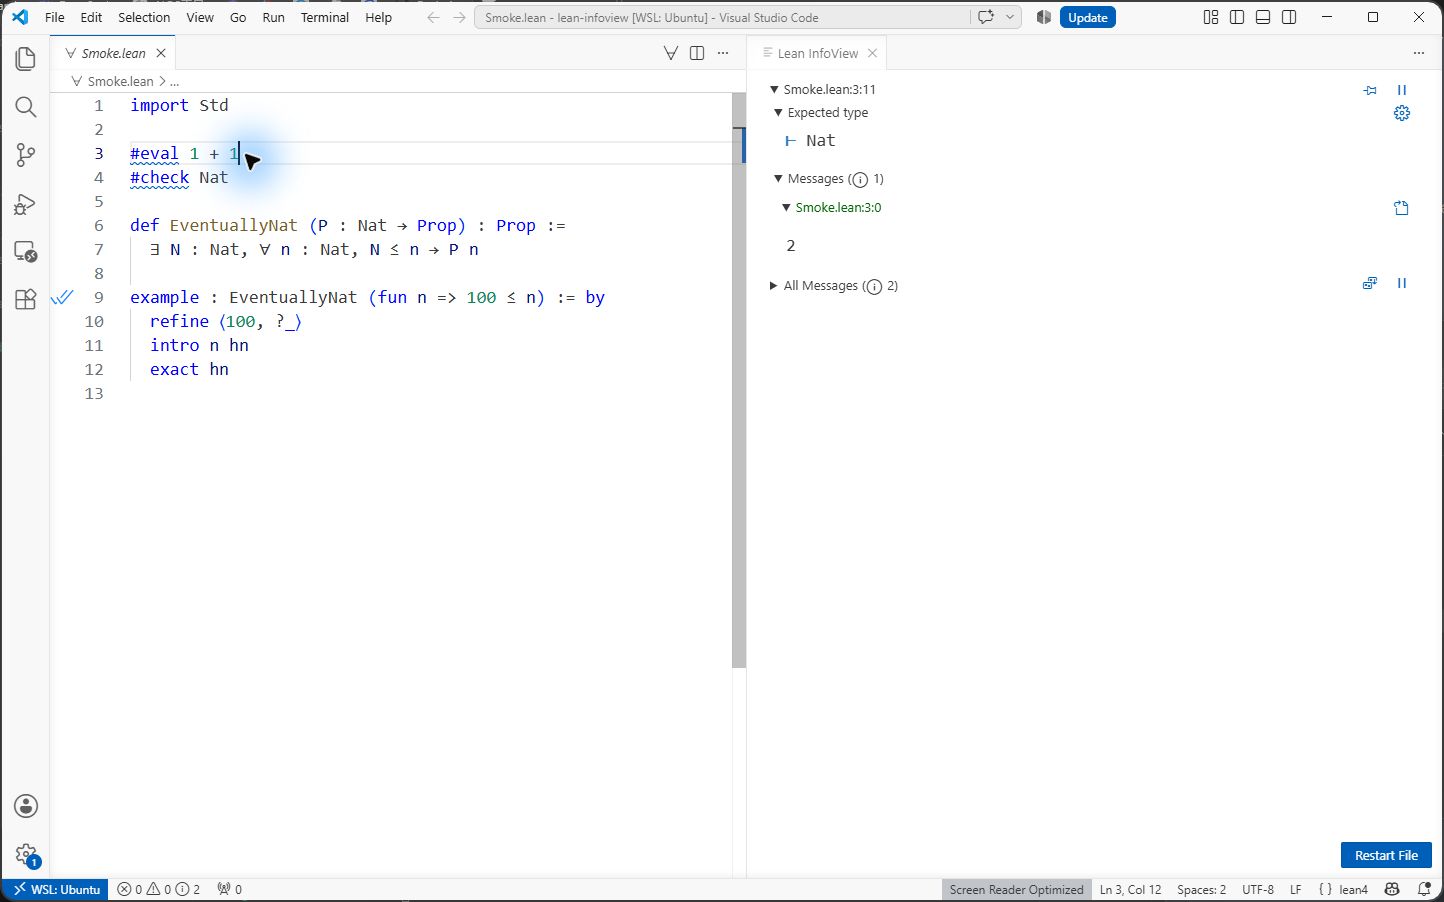 File Edit Selection View Go Run Terminal Help
Smoke.lean - lean-infoview [WSL: Ubuntu] - Visual Studio Code
Update
Smoke.lean
Smoke.lean > ...
1 import Std
2
3 #eval 1 + 1
4 #check Nat
5
6 def EventuallyNat (P : Nat → Prop) : Prop :=
7 ∃ N : Nat, ∀ n : Nat, N ≤ n → P n
8
9 example : EventuallyNat (fun n => 100 ≤ n) := by
10 refine ⟨100, ?_⟩
11 intro n hn
12 exact hn
13
Lean InfoView
Smoke.lean:3:11
Expected type
⊢ Nat
Messages (ⓘ 1)
Smoke.lean:3:0
2
All Messages (ⓘ 2)
Restart File
1
WSL: Ubuntu 0 0 2 0
Screen Reader Optimized Ln 3, Col 12 Spaces: 2 UTF-8 LF { } lean4